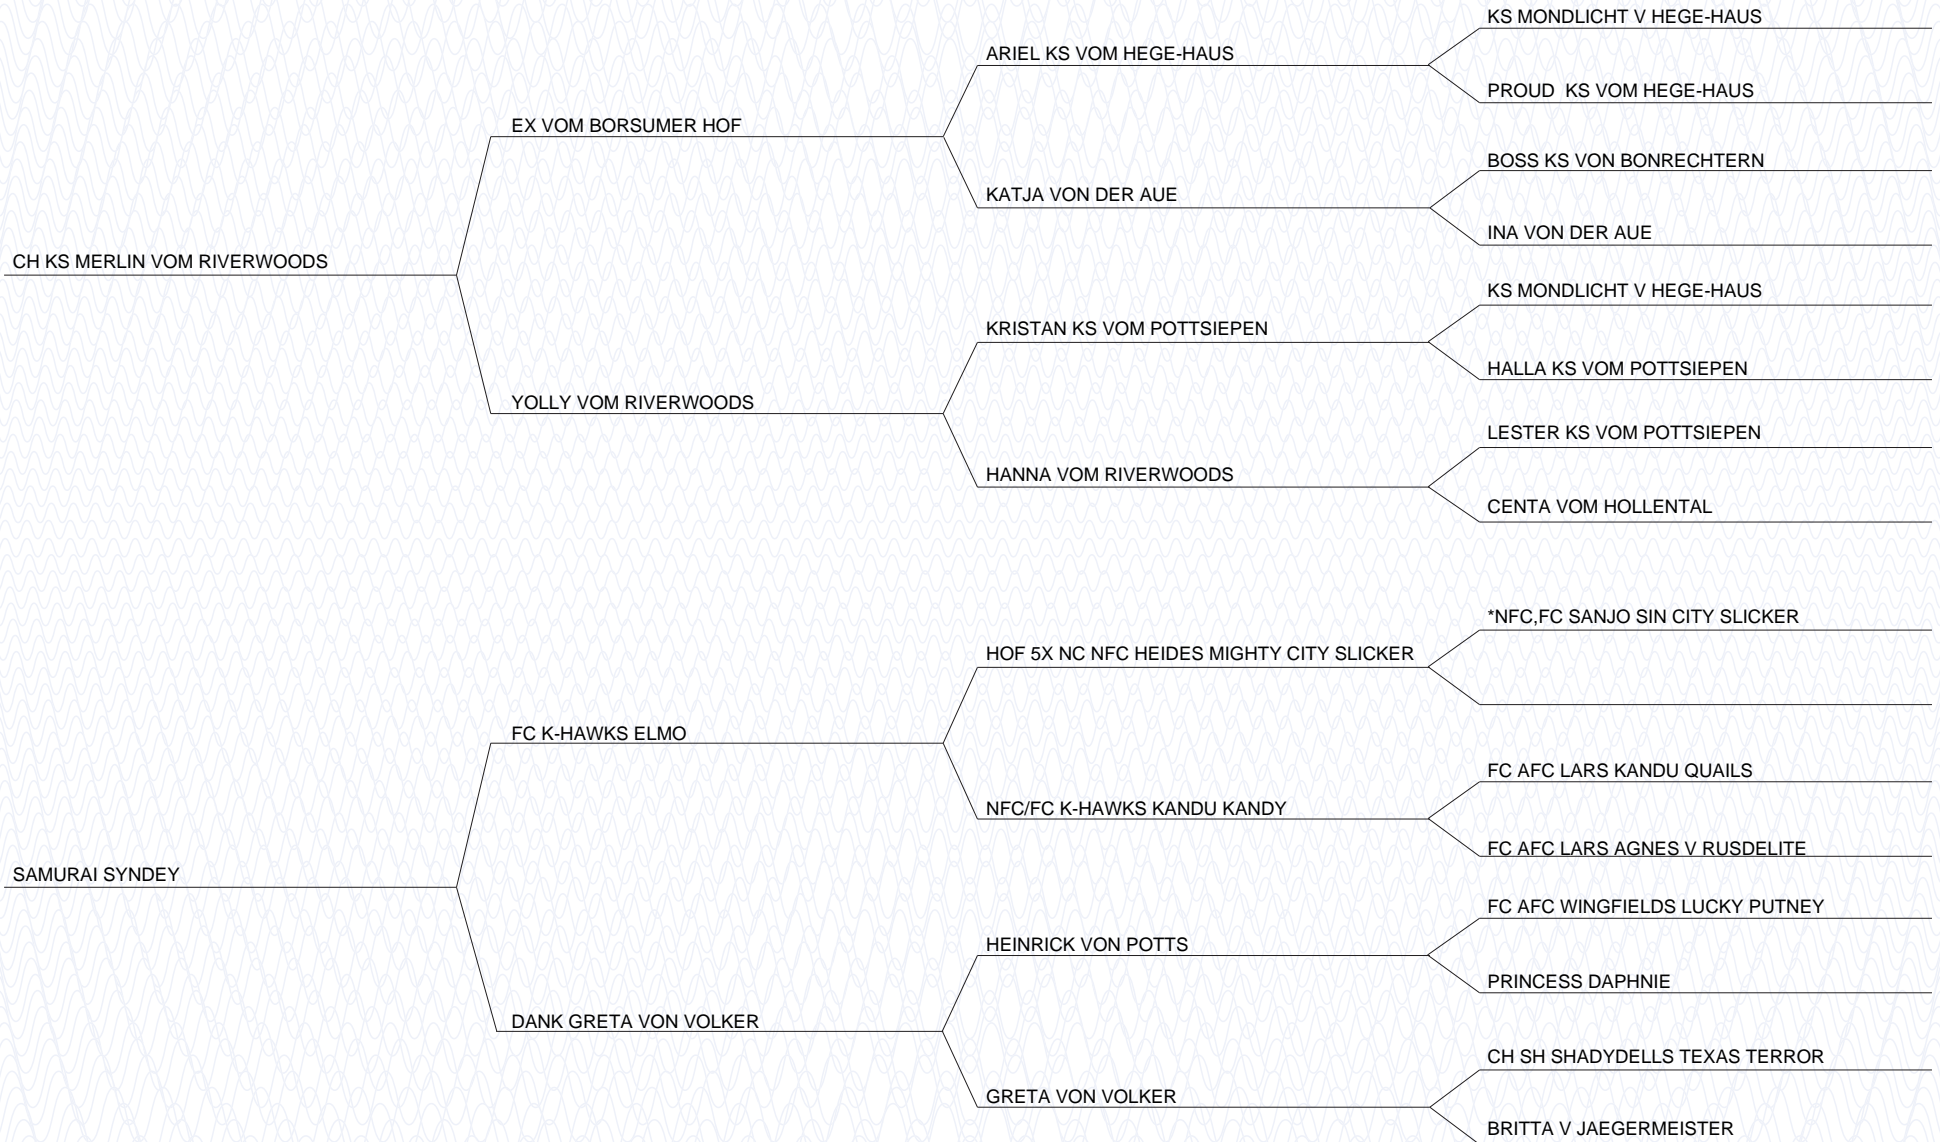 KS MONDLICHT V HEGE-HAUS
ARIEL KS VOM HEGE-HAUS
PROUD  KS VOM HEGE-HAUS
EX VOM BORSUMER HOF
BOSS KS VON BONRECHTERN
KATJA VON DER AUE
INA VON DER AUE
CH KS MERLIN VOM RIVERWOODS
KS MONDLICHT V HEGE-HAUS
KRISTAN KS VOM POTTSIEPEN
HALLA KS VOM POTTSIEPEN
YOLLY VOM RIVERWOODS
LESTER KS VOM POTTSIEPEN
HANNA VOM RIVERWOODS
CENTA VOM HOLLENTAL
*NFC,FC SANJO SIN CITY SLICKER
HOF 5X NC NFC HEIDES MIGHTY CITY SLICKER
FC K-HAWKS ELMO
FC AFC LARS KANDU QUAILS
NFC/FC K-HAWKS KANDU KANDY
FC AFC LARS AGNES V RUSDELITE
SAMURAI SYNDEY
FC AFC WINGFIELDS LUCKY PUTNEY
HEINRICK VON POTTS
PRINCESS DAPHNIE
DANK GRETA VON VOLKER
CH SH SHADYDELLS TEXAS TERROR
GRETA VON VOLKER
BRITTA V JAEGERMEISTER